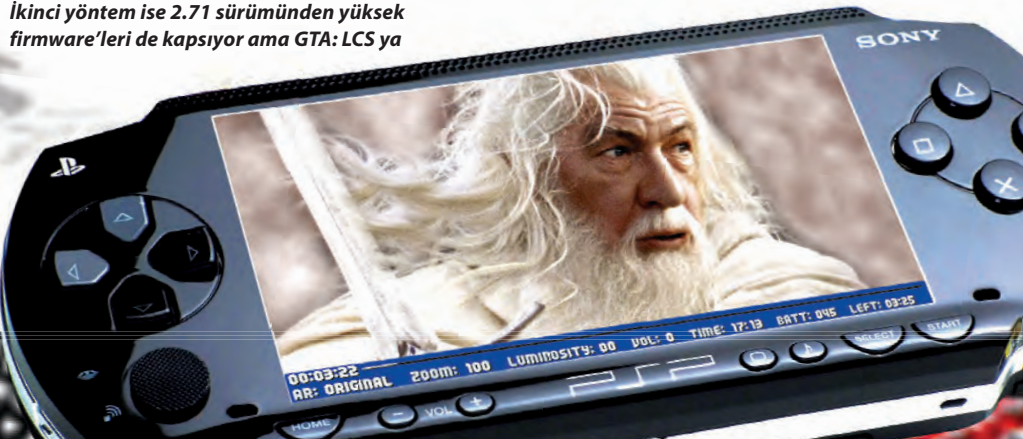 İkinci yöntem ise 2.71 sürümünden yüksek
firmware’leri de kapsıyor ama GTA: LCS ya
SONY
00:03:22
AR: ORIGINAL ZOOM: 100 LUMINOSITY: 00 VOL: 0 TIME: 17:13 BATT: 045 LEFT: 03:25
HOME
VOL
PSP
SELECT
START